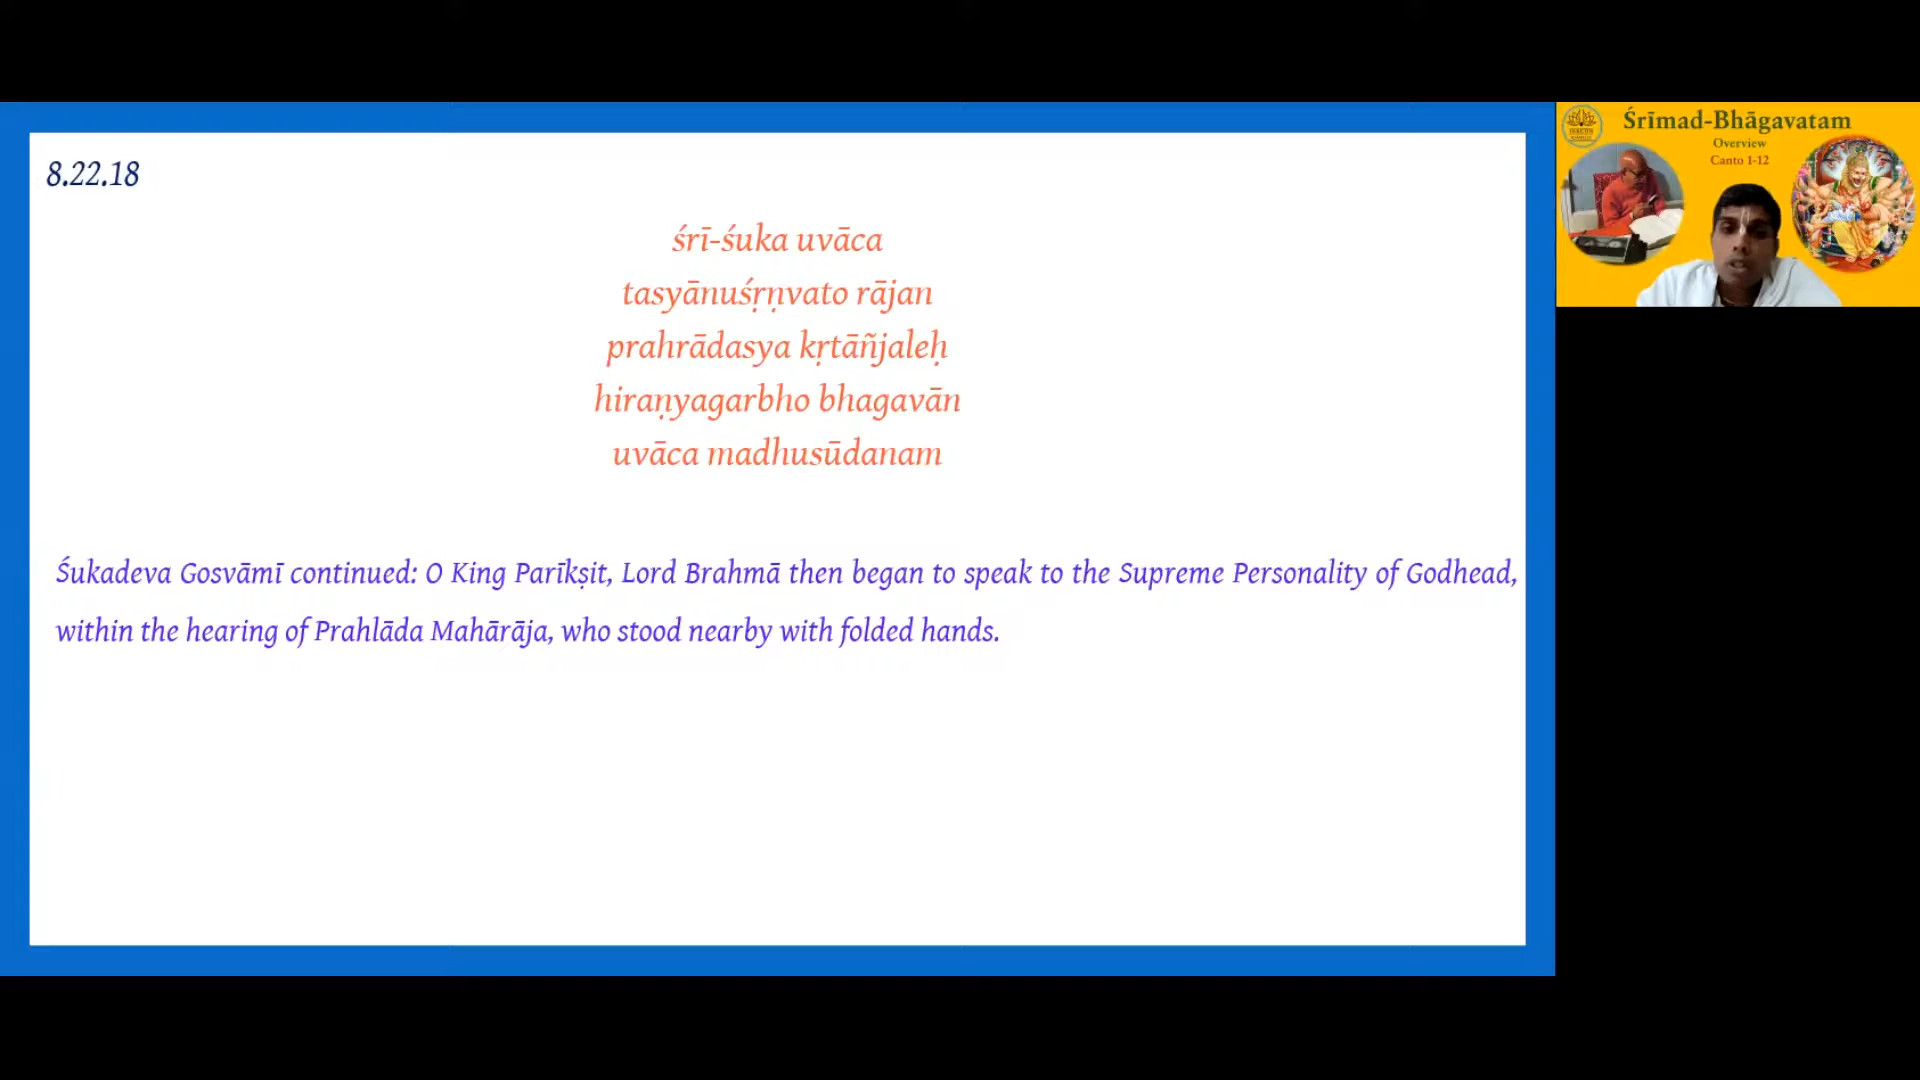 8.22.18
śrī-śuka uvāca
tasyānuśṛṇvato rājan
prahrādasya kṛtāñjaleḥ
hiraṇyagarbho bhagavān
uvāca madhusūdanam
Śukadeva Gosvāmī continued: O King Parīkṣit, Lord Brahmā then began to speak to the Supreme Personality of Godhead,
within the hearing of Prahlāda Mahārāja, who stood nearby with folded hands.
Śrīmad-Bhāgavatam
Overview
Canto 1-12